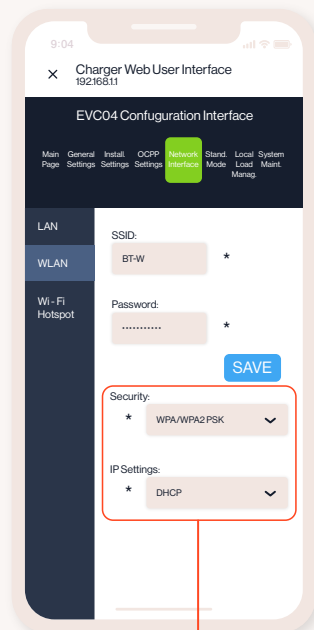 9:04
× Charger Web User Interface
192.168.1.1
EVC04 Confuguration Interface
Main Page General Settings Install. Settings OCPP Settings Network Interface Stand. Mode Local Load Manag. System Maint.
LAN
WLAN
Wi-Fi Hotspot
SSID:
BT-W *
Password:
........... *
SAVE
Security:
* WPA/WPA2 PSK
IP Settings:
* DHCP